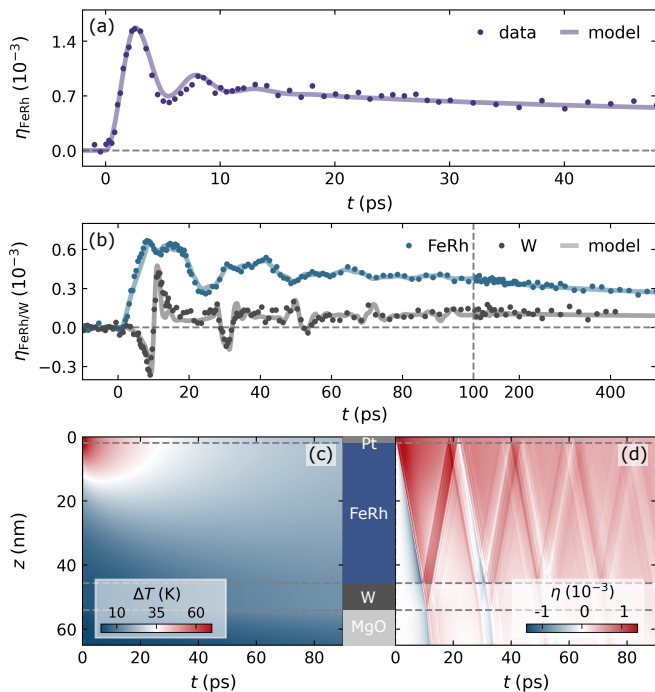 (a)
data model
η_FeRh (10⁻³)
1.4
0.7
0.0
0 10 20 30 40
t (ps)
(b)
FeRh W model
η_FeRh/W (10⁻³)
0.6
0.3
0.0
−0.3
0 20 40 60 80 100 200 400
t (ps)
(c)
Pt
(d)
z (nm)
0
20
40
60
FeRh
W
MgO
ΔT (K)
10 35 60
η (10⁻³)
-1 0 1
0 20 40 60 80
t (ps)
0 20 40 60 80
t (ps)